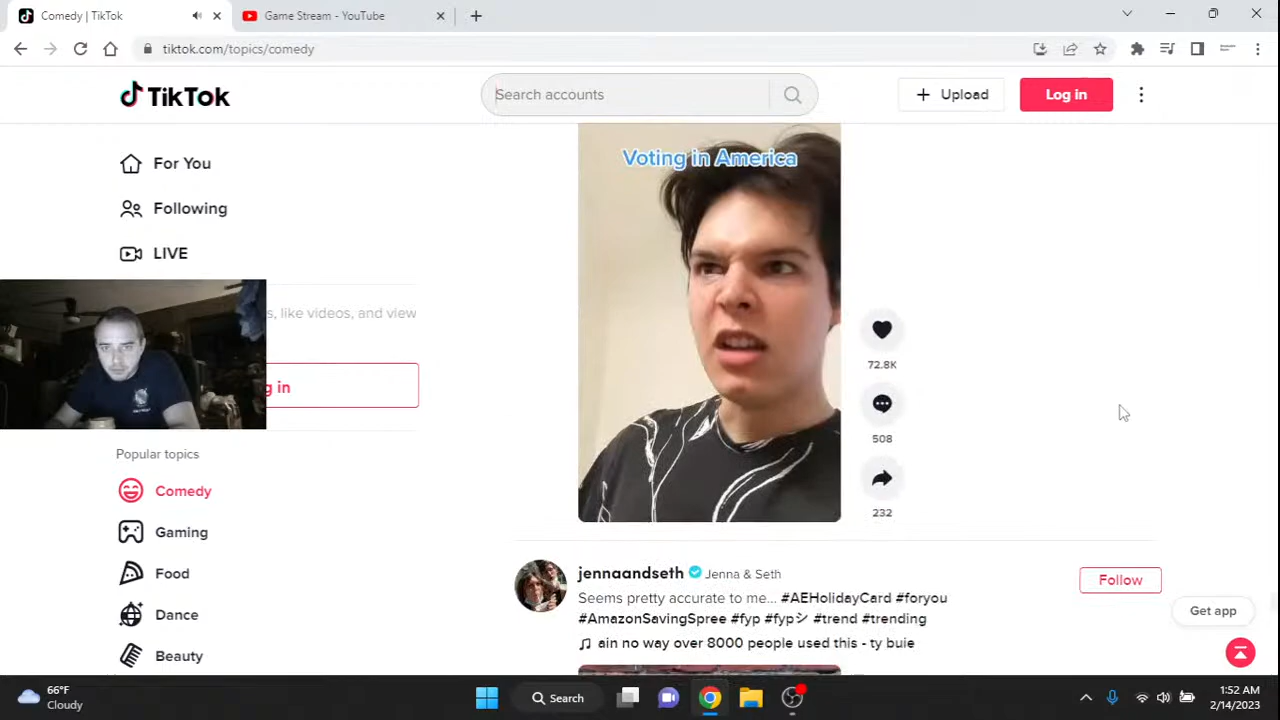 Comedy | TikTok
Game Stream - YouTube
tiktok.com/topics/comedy
TikTok
Search accounts
Upload
Log in
For You
Following
LIVE
s, like videos, and view
g in
Popular topics
Comedy
Gaming
Food
Dance
Beauty
Voting in America
72.8K
508
232
jennaandseth Jenna & Seth
Follow
Seems pretty accurate to me... #AEHolidayCard #foryou
#AmazonSavingSpree #fyp #fypシ #trend #trending
ain no way over 8000 people used this - ty buie
Get app
66°F
Cloudy
Search
1:52 AM
2/14/2023